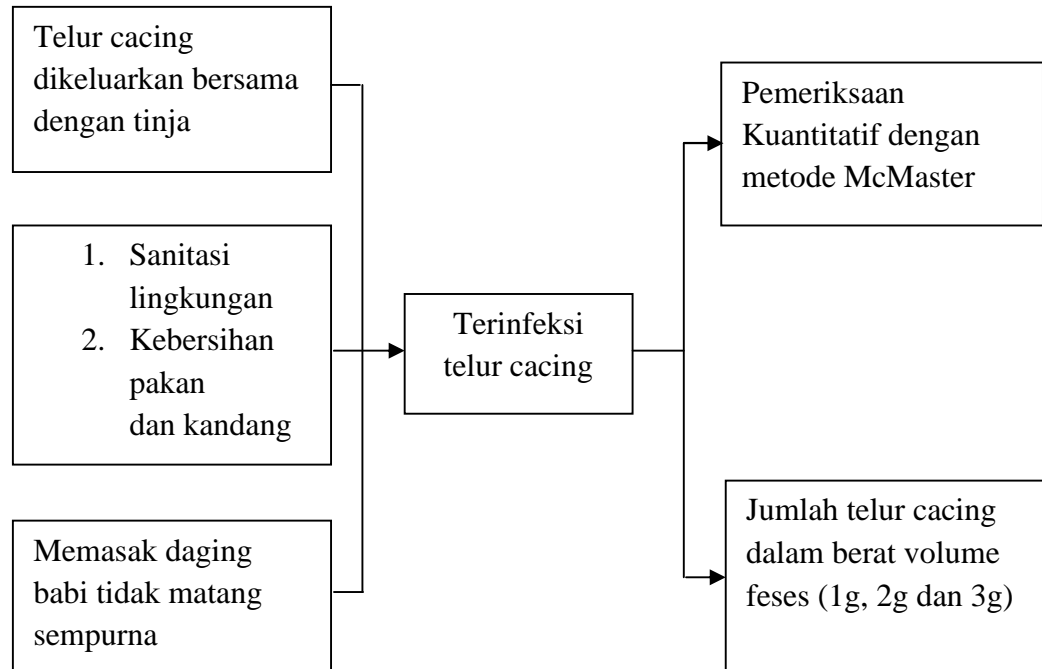 Telur cacing
dikeluarkan bersama
dengan tinja
1. Sanitasi
lingkungan
2. Kebersihan
pakan
dan kandang
Memasak daging
babi tidak matang
sempurna
Terinfeksi
telur cacing
Pemeriksaan
Kuantitatif dengan
metode McMaster
Jumlah telur cacing
dalam berat volume
feses (1g, 2g dan 3g)